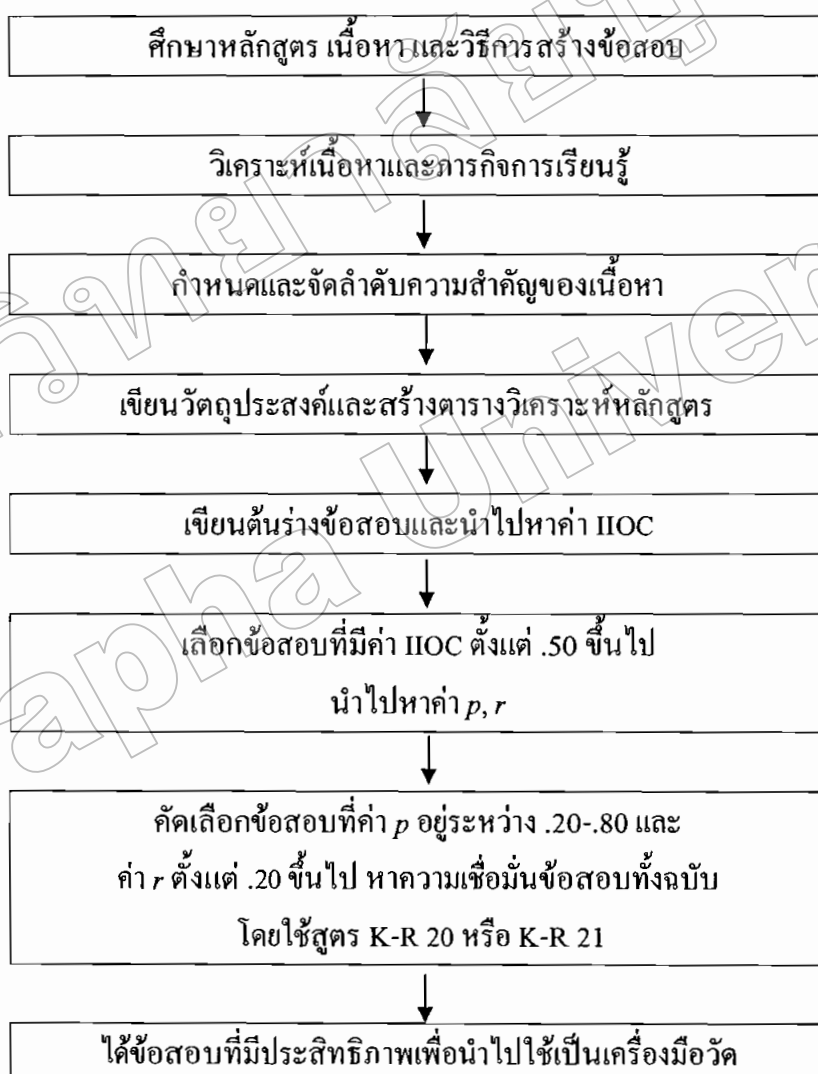 ศึกษาหลักสูตร เนื้อหา และวิธีการสร้างข้อสอบ
วิเคราะห์เนื้อหาและภารกิจการเรียนรู้
กำหนดและจัดลำดับความสำคัญของเนื้อหา
เขียนวัตถุประสงค์และสร้างตารางวิเคราะห์หลักสูตร
เขียนต้นร่างข้อสอบและนำไปหาค่า IIOC
เลือกข้อสอบที่มีค่า IIOC ตั้งแต่ .50 ขึ้นไป
นำไปหาค่า p, r
คัดเลือกข้อสอบที่ค่า p อยู่ระหว่าง .20-.80 และ
ค่า r ตั้งแต่ .20 ขึ้นไป หาความเชื่อมั่นข้อสอบทั้งฉบับ
โดยใช้สูตร K-R 20 หรือ K-R 21
ได้ข้อสอบที่มีประสิทธิภาพเพื่อนำไปใช้เป็นเครื่องมือวัด